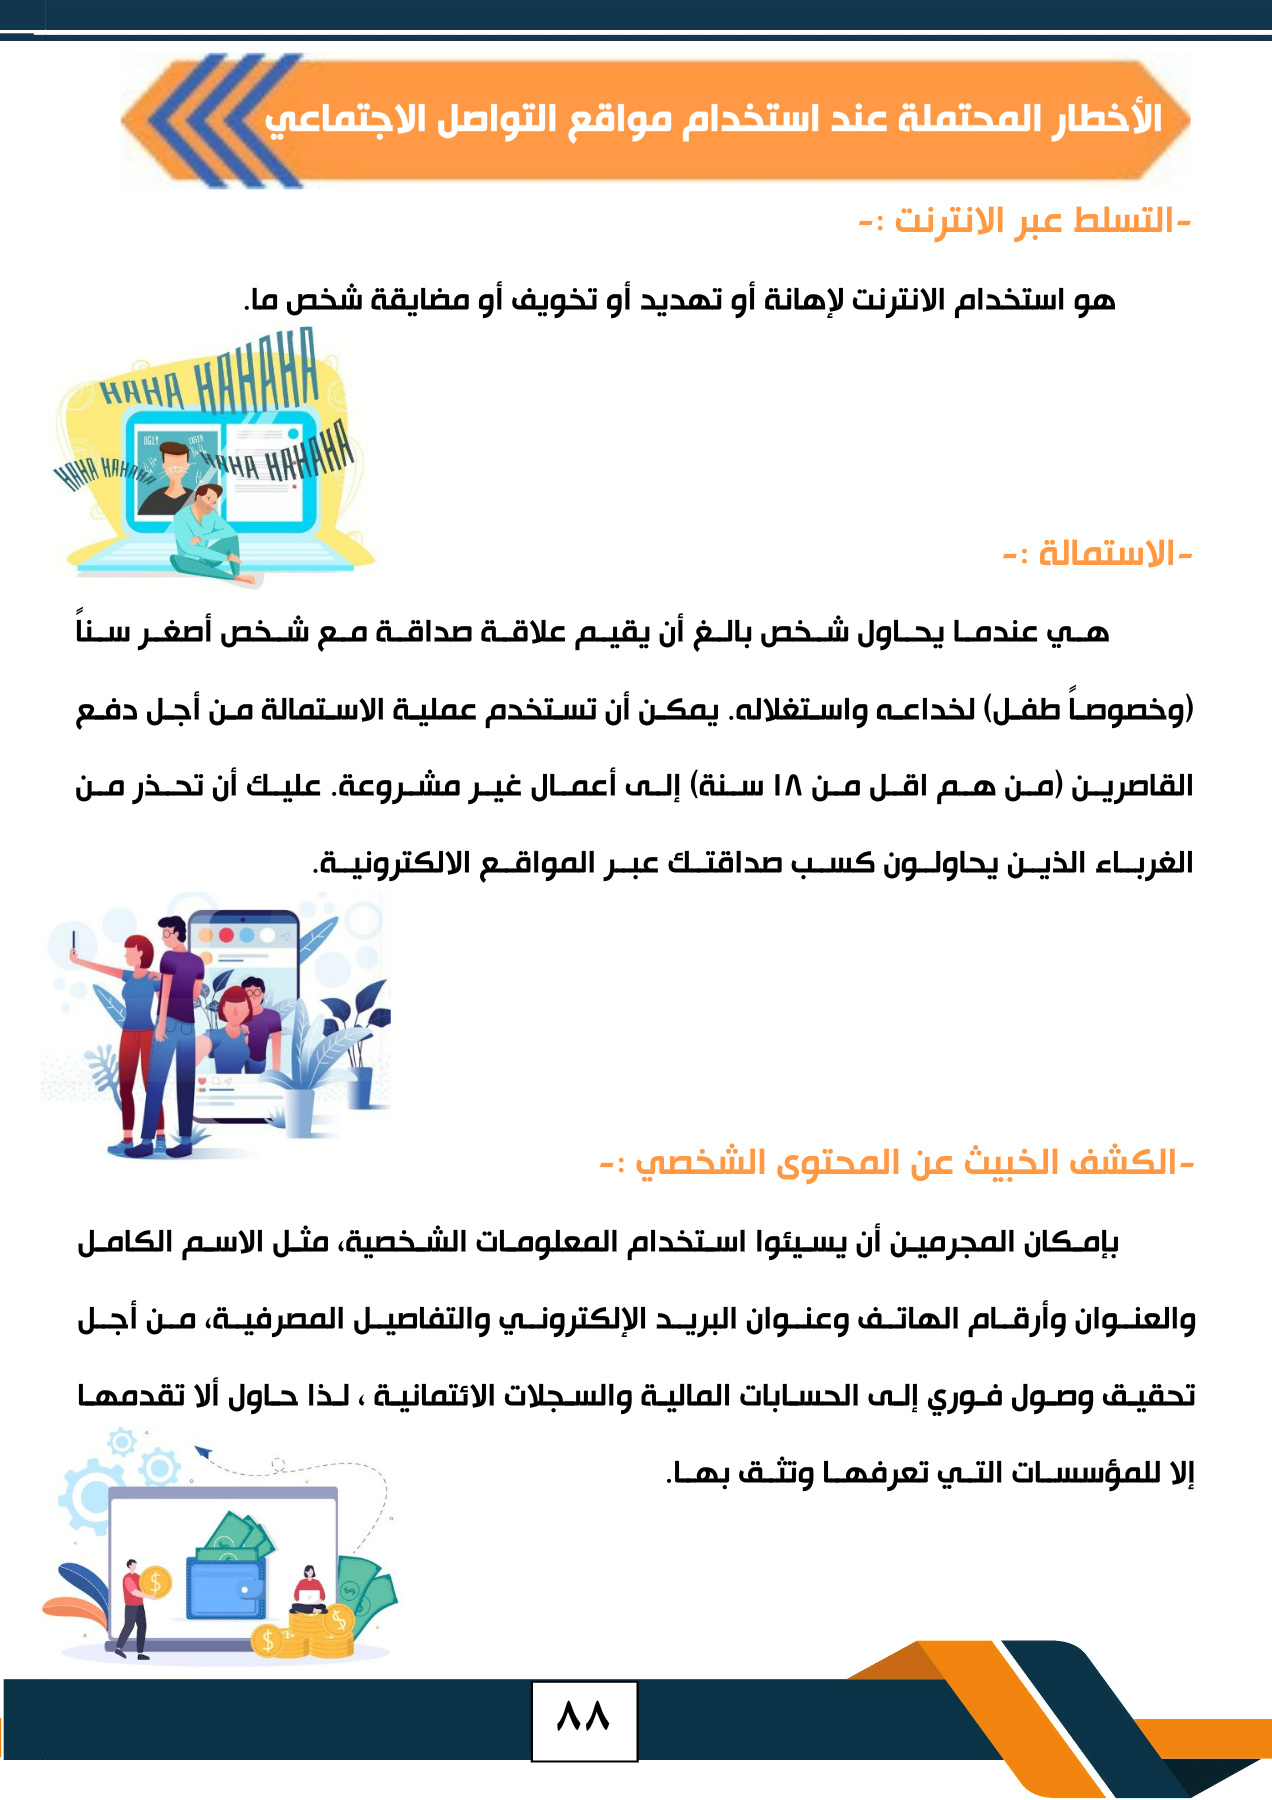 الأخطار المحتملة عند استخدام مواقع التواصل الاجتماعي
-التسلط عبر الانترنت :-
هو استخدام الانترنت لإهانة أو تهديد أو تخويف أو مضايقة شخص ما.
HAHA HAHAHA
UGLY LOSER
HAHA HAHAHA
HAHA HAHAHA
-الاستمالة :-
هي عندما يحاول شخص بالغ أن يقيم علاقة صداقة مع شخص أصغر سناً
(وخصوصاً طفل) لخداعه واستغلاله. يمكن أن تستخدم عملية الاستمالة من أجل دفع
القاصرين (من هم اقل من ١٨ سنة) إلى أعمال غير مشروعة. عليك أن تحذر من
الغرباء الذين يحاولون كسب صداقتك عبر المواقع الالكترونية.
-الكشف الخبيث عن المحتوى الشخصي :-
بإمكان المجرمين أن يسيئوا استخدام المعلومات الشخصية، مثل الاسم الكامل
والعنوان وأرقام الهاتف وعنوان البريد الإلكتروني والتفاصيل المصرفية، من أجل
تحقيق وصول فوري إلى الحسابات المالية والسجلات الائتمانية ، لذا حاول ألا تقدمها
إلا للمؤسسات التي تعرفها وتثق بها.
٨٨